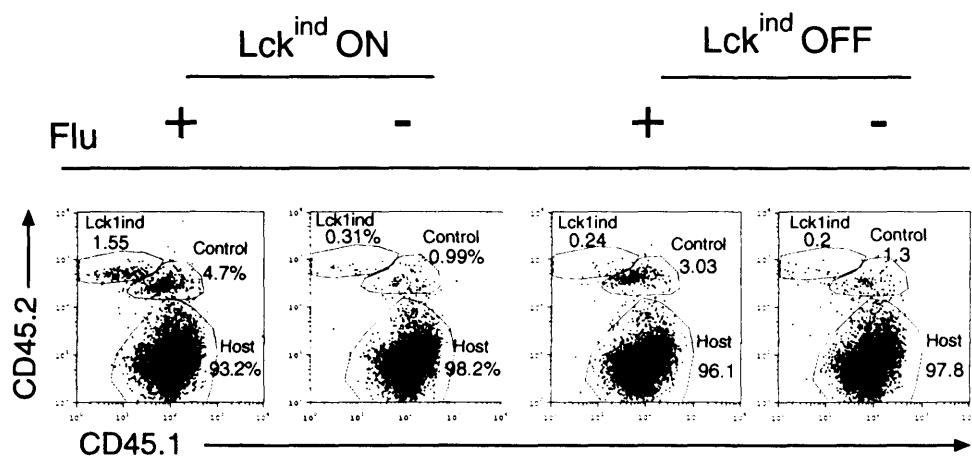 Lck^ind ON
Lck^ind OFF
Flu
+
-
+
-
Lck1ind
1.55
Control
4.7%
Host
93.2%
Lck1ind
0.31%
Control
0.99%
Host
98.2%
Lck1ind
0.24
Control
3.03
Host
96.1
Lck1ind
0.2
Control
1.3
Host
97.8
CD45.2
CD45.1